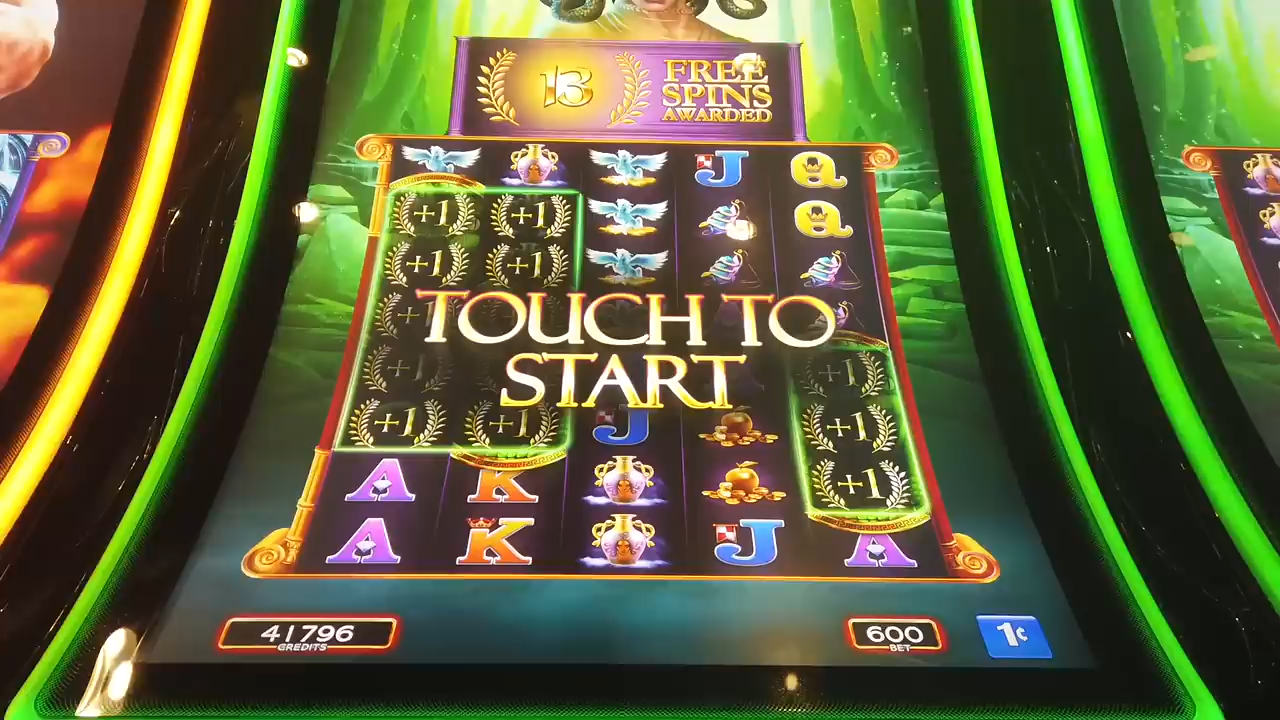 13
FREE
SPINS
AWARDED
J Q
+1 +1 Q
+1 +1
+1
TOUCH TO
START
+1 +1
+1 +1 J +1
A K +1
A K J A
41796
CREDITS
600
BET
1¢